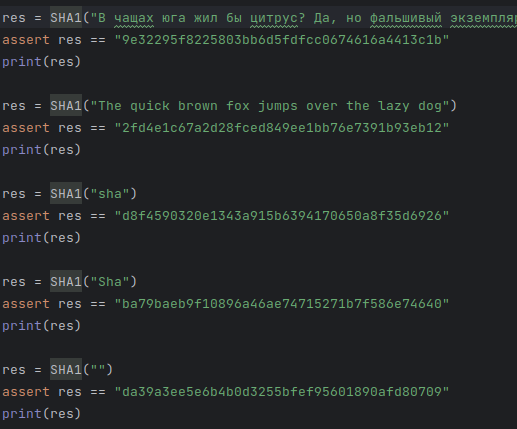 res = SHA1("В чащах юга жил бы цитрус? Да, но фальшивый экземпляр
assert res == "9e32295f8225803bb6d5fdfcc0674616a4413c1b"
print(res)
res = SHA1("The quick brown fox jumps over the lazy dog")
assert res == "2fd4e1c67a2d28fced849ee1bb76e7391b93eb12"
print(res)
res = SHA1("sha")
assert res == "d8f4590320e1343a915b6394170650a8f35d6926"
print(res)
res = SHA1("Sha")
assert res == "ba79baeb9f10896a46ae74715271b7f586e74640"
print(res)
res = SHA1("")
assert res == "da39a3ee5e6b4b0d3255bfef95601890afd80709"
print(res)